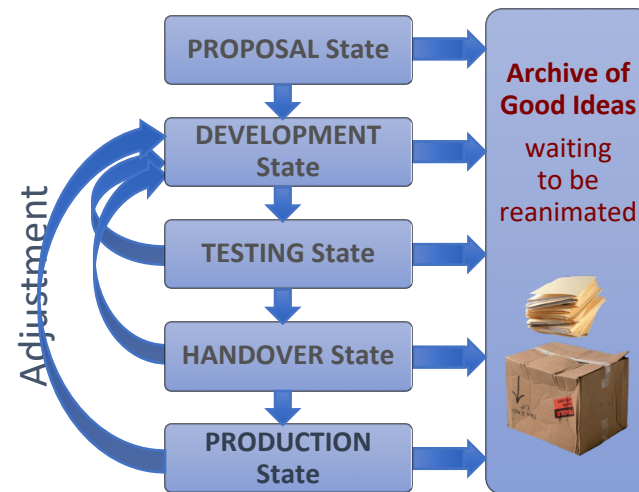 PROPOSAL State
DEVELOPMENT
State
TESTING State
HANDOVER State
PRODUCTION
State
Adjustment
Archive of
Good Ideas
waiting
to be
reanimated